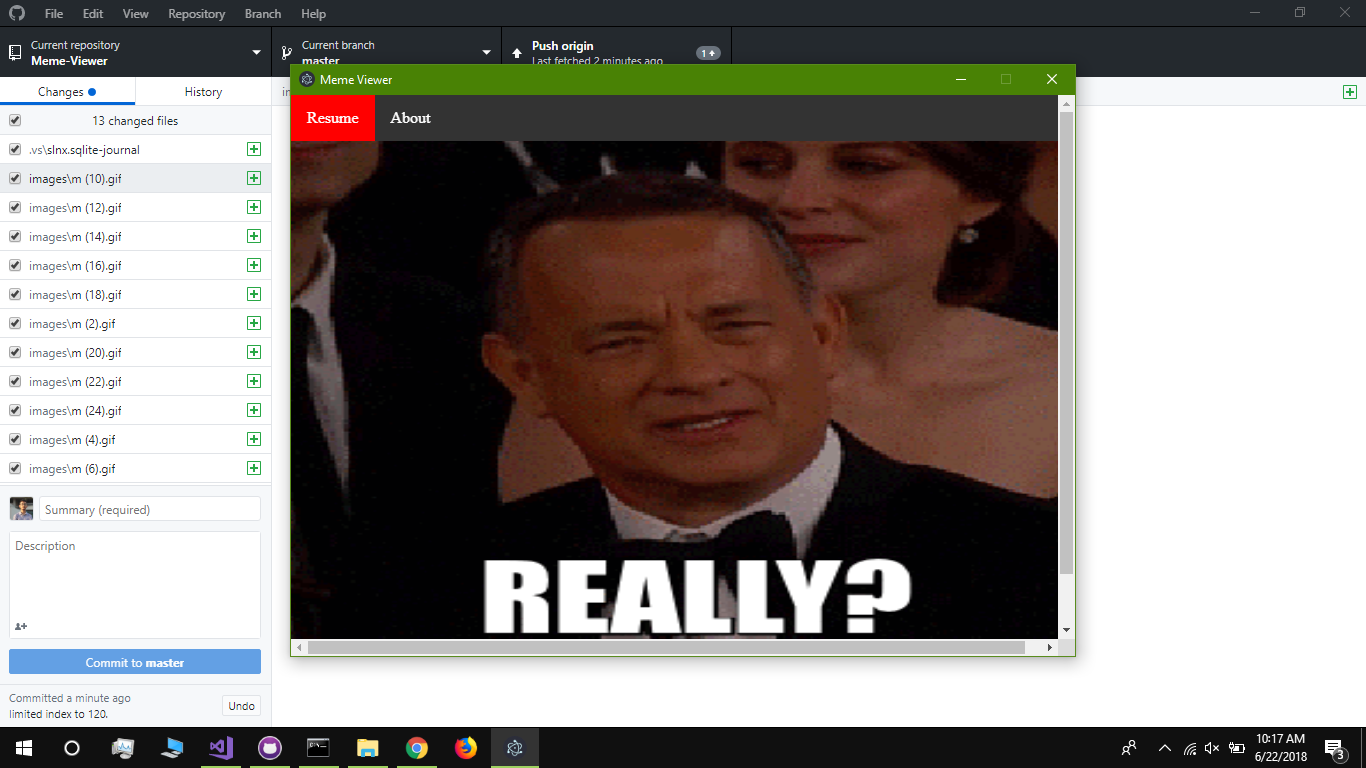 File Edit View Repository Branch Help
Current repository
Meme-Viewer
Current branch
master
Push origin
Last fetched 2 minutes ago
1
Changes
History
in
13 changed files
.vs\slnx.sqlite-journal
images\m (10).gif
images\m (12).gif
images\m (14).gif
images\m (16).gif
images\m (18).gif
images\m (2).gif
images\m (20).gif
images\m (22).gif
images\m (24).gif
images\m (4).gif
images\m (6).gif
Summary (required)
Description
Commit to master
Committed a minute ago
limited index to 120.
Undo
Meme Viewer
Resume About
REALLY?
10:17 AM
6/22/2018
3